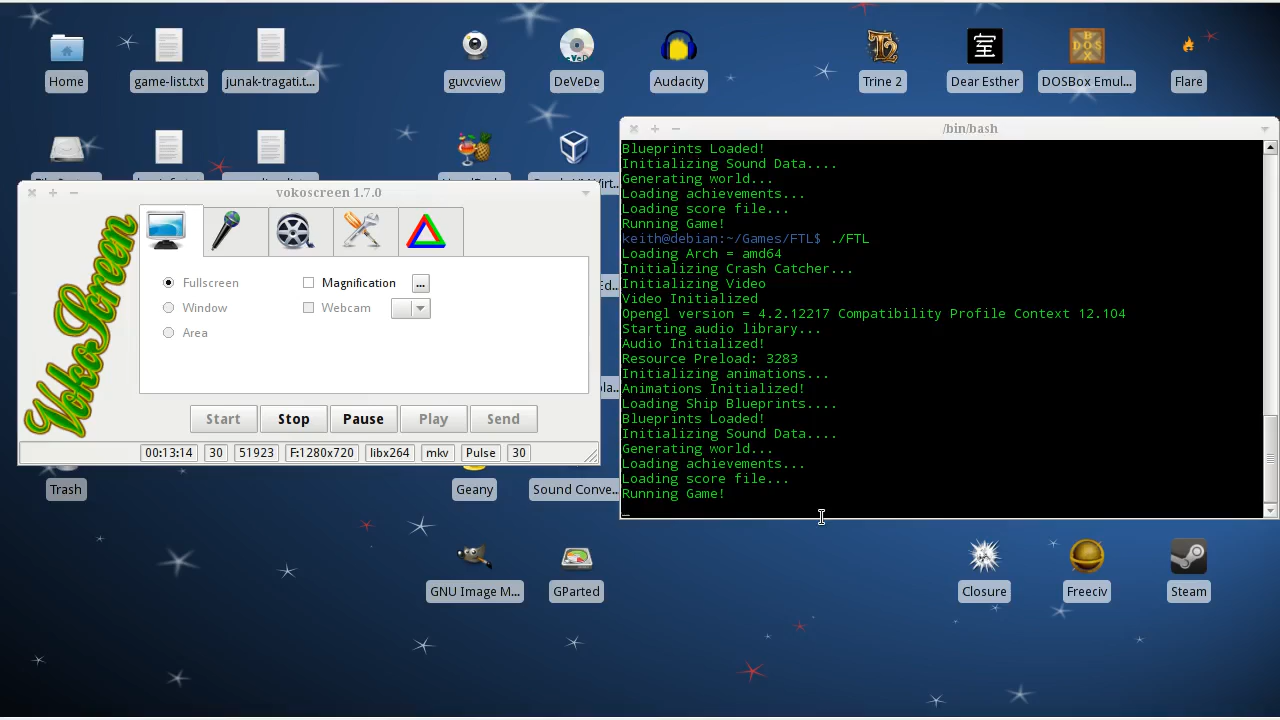 Home
game-list.txt
junak-tragati.t...
guvcview
DeVeDe
Audacity
Trine 2
Dear Esther
DOSBox Emul...
Flare
vokoscreen 1.7.0
VokoScreen
Fullscreen
Magnification
...
Window
Webcam
Area
Start
Stop
Pause
Play
Send
00:13:14
30
51923
F:1280x720
libx264
mkv
Pulse
30
/bin/bash
Blueprints Loaded!
Initializing Sound Data....
Generating world...
Loading achievements...
Loading score file...
Running Game!
keith@debian:~/Games/FTL$ ./FTL
Loading Arch = amd64
Initializing Crash Catcher...
Initializing Video
Video Initialized
Opengl version = 4.2.12217 Compatibility Profile Context 12.104
Starting audio library...
Audio Initialized!
Resource Preload: 3283
Initializing animations...
Animations Initialized!
Loading Ship Blueprints....
Blueprints Loaded!
Initializing Sound Data....
Generating world...
Loading achievements...
Loading score file...
Running Game!
Trash
Geany
Sound Conve...
GNU Image M...
GParted
Closure
Freeciv
Steam